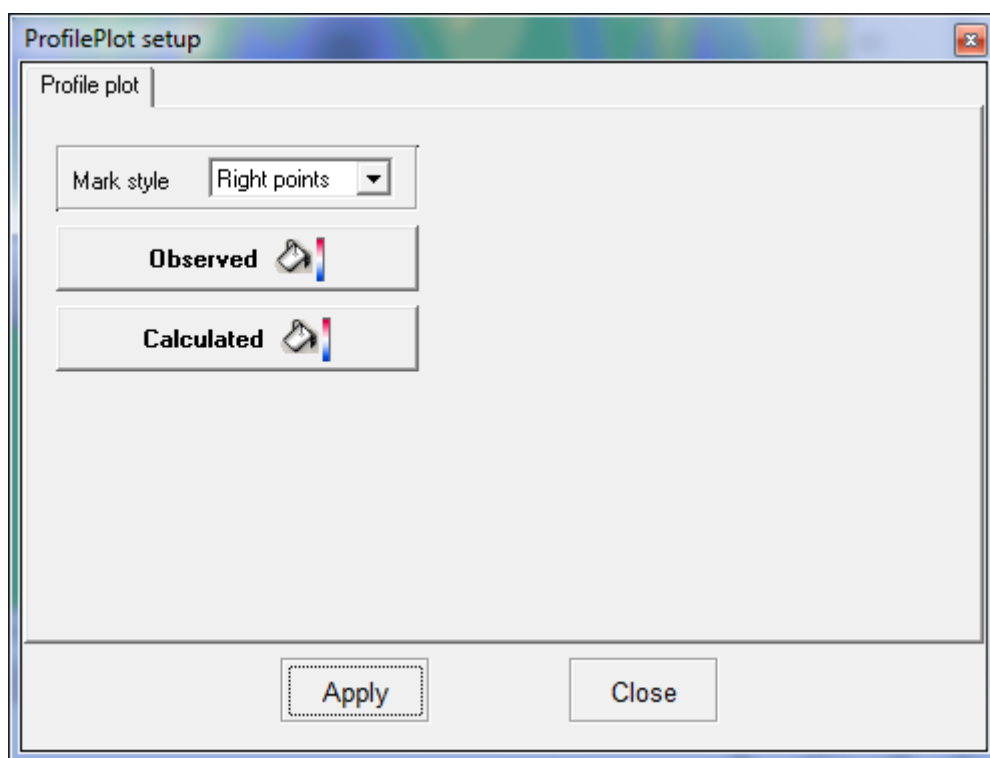 ProfilePlot setup
Profile plot
Mark style Right points
Observed
Calculated
Apply Close